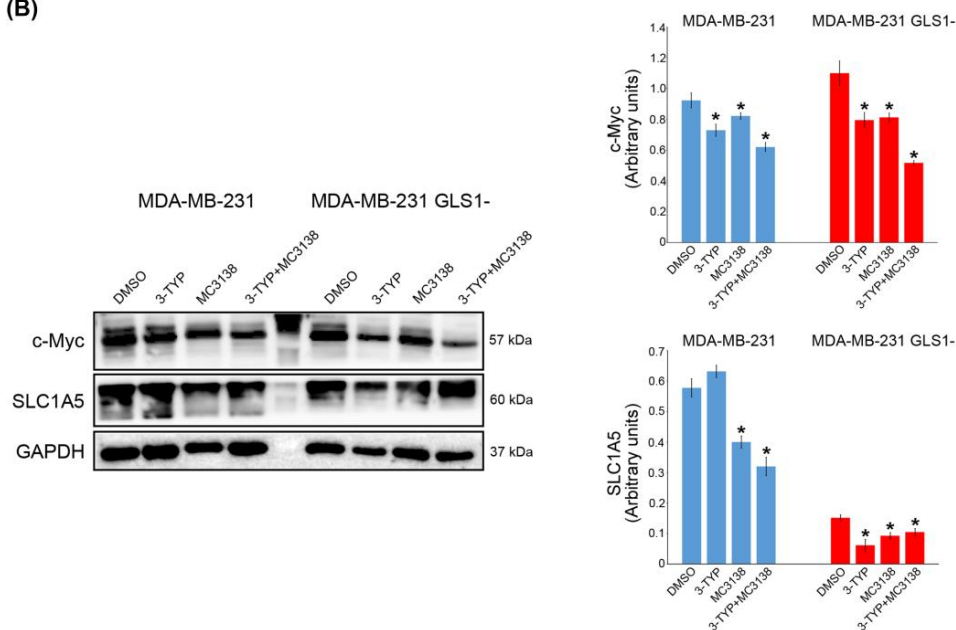 (B)
MDA-MB-231 MDA-MB-231 GLS1-
DMSO 3-TYP MC3138 3-TYP+MC3138 DMSO 3-TYP MC3138 3-TYP+MC3138
c-Myc 57 kDa
SLC1A5 60 kDa
GAPDH 37 kDa
MDA-MB-231 MDA-MB-231 GLS1-
c-Myc
(Arbitrary units)
1.4
1.2
1.0
0.8
0.6
0.4
0.2
0
* * * * * *
DMSO 3-TYP MC3138 3-TYP+MC3138 DMSO 3-TYP MC3138 3-TYP+MC3138
MDA-MB-231 MDA-MB-231 GLS1-
SLC1A5
(Arbitrary units)
0.7
0.6
0.5
0.4
0.3
0.2
0.1
0
* * * * *
DMSO 3-TYP MC3138 3-TYP+MC3138 DMSO 3-TYP MC3138 3-TYP+MC3138